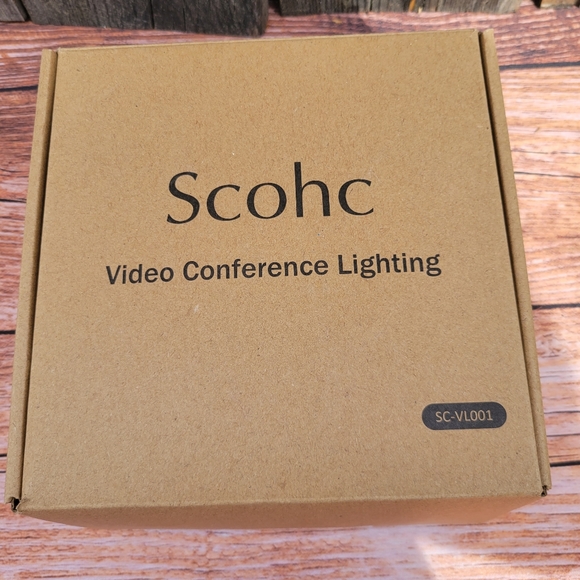 Scohc
Video Conference Lighting
SC-VL001